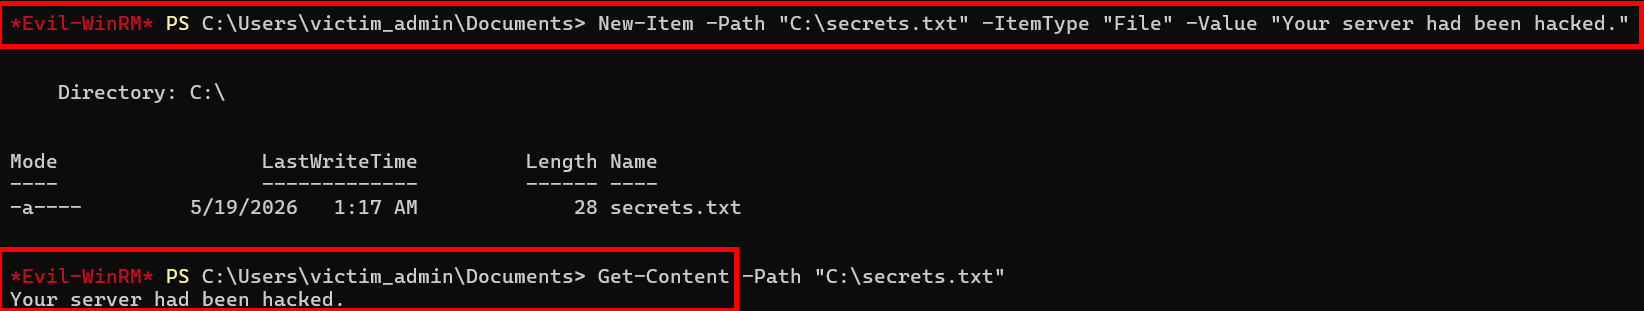 *Evil-WinRM* PS C:\Users\victim_admin\Documents> New-Item -Path "C:\secrets.txt" -ItemType "File" -Value "Your server had been hacked."
Directory: C:\
Mode                LastWriteTime         Length Name
----                -------------         ------ ----
-a----        5/19/2026   1:17 AM             28 secrets.txt
*Evil-WinRM* PS C:\Users\victim_admin\Documents> Get-Content -Path "C:\secrets.txt"
Your server had been hacked.